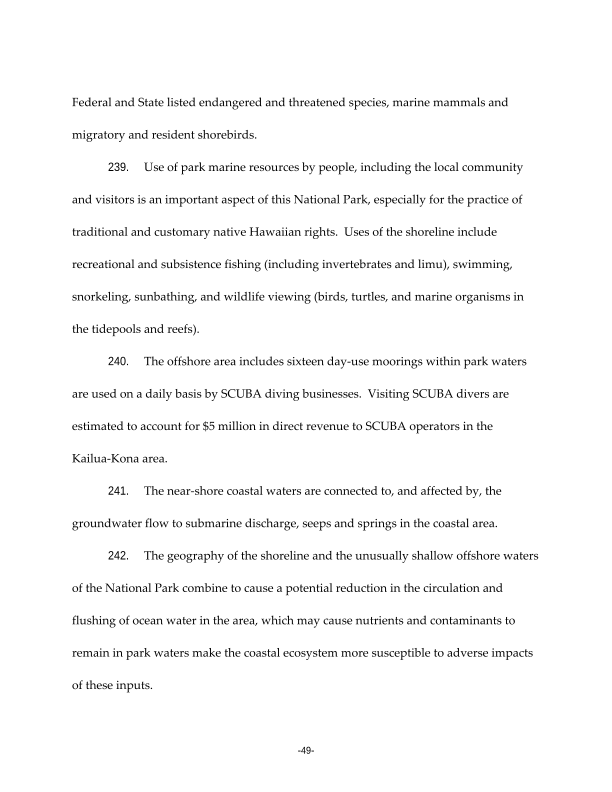 Federal and State listed endangered and threatened species, marine mammals and
migratory and resident shorebirds.
239. Use of park marine resources by people, including the local community
and visitors is an important aspect of this National Park, especially for the practice of
traditional and customary native Hawaiian rights. Uses of the shoreline include
recreational and subsistence fishing (including invertebrates and limu), swimming,
snorkeling, sunbathing, and wildlife viewing (birds, turtles, and marine organisms in
the tidepools and reefs).
240. The offshore area includes sixteen day-use moorings within park waters
are used on a daily basis by SCUBA diving businesses. Visiting SCUBA divers are
estimated to account for $5 million in direct revenue to SCUBA operators in the
Kailua-Kona area.
241. The near-shore coastal waters are connected to, and affected by, the
groundwater flow to submarine discharge, seeps and springs in the coastal area.
242. The geography of the shoreline and the unusually shallow offshore waters
of the National Park combine to cause a potential reduction in the circulation and
flushing of ocean water in the area, which may cause nutrients and contaminants to
remain in park waters make the coastal ecosystem more susceptible to adverse impacts
of these inputs.
-49-